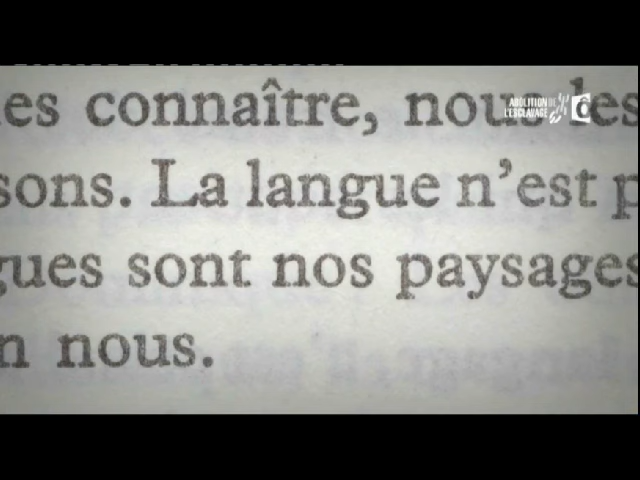 ABOLITION DE
L'ESCLAVAGE
es connaître, nous les
sons. La langue n'est p
gues sont nos paysages
n nous.